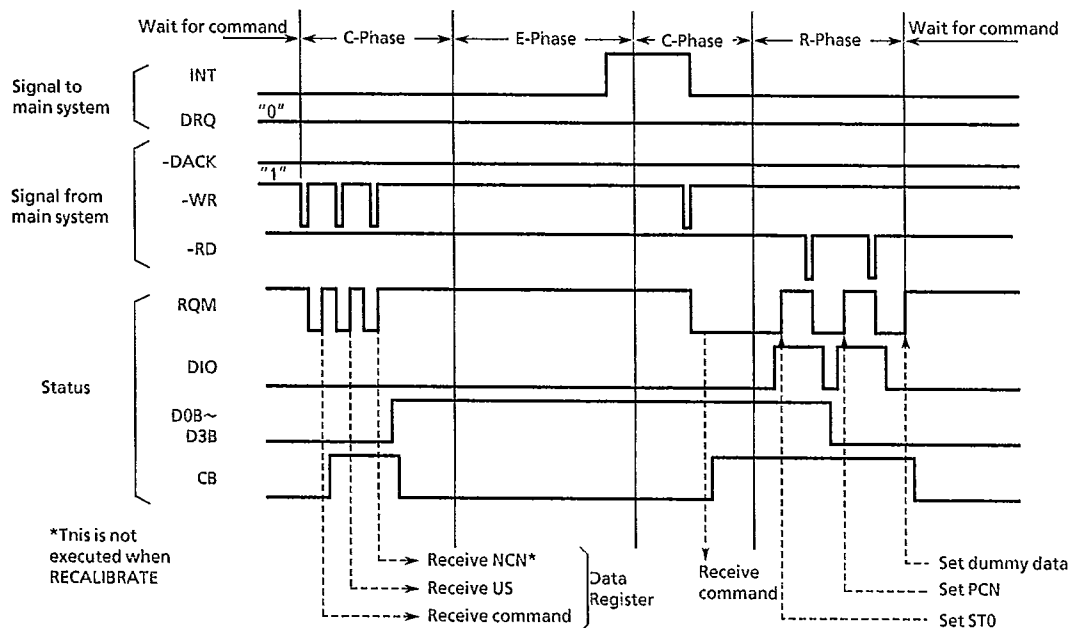 Wait for command
C-Phase
E-Phase
C-Phase
R-Phase
Wait for command
Signal to
main system
INT
DRQ
"0"
Signal from
main system
-DACK
"1"
-WR
-RD
Status
RQM
DIO
D0B~
D3B
CB
*Tnis is not
executed when
RECALIBRATE
Receive NCN*
Receive US
Receive command
Data
Register
Receive
command
Set dummy data
Set PCN
Set ST0